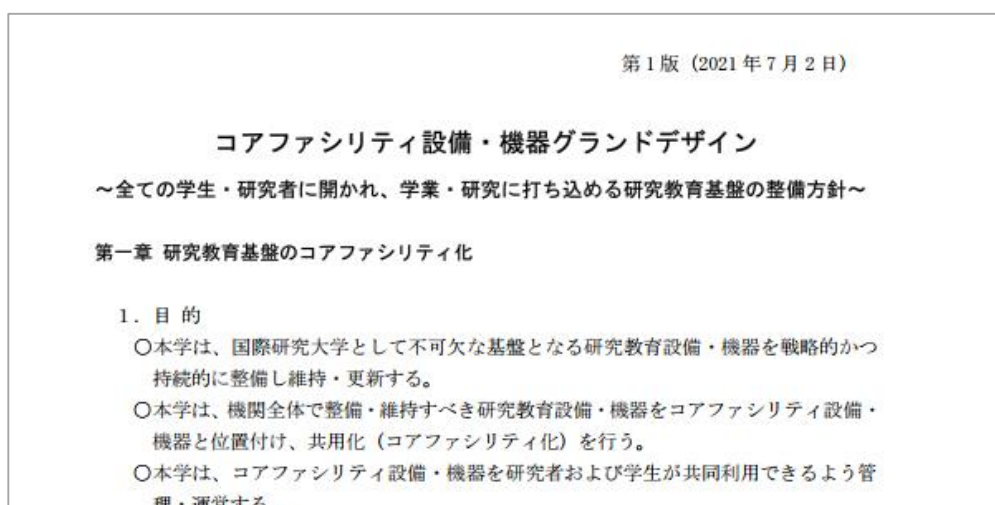 第１版（2021年７月２日）
コアファシリティ設備・機器グランドデザイン
～全ての学生・研究者に開かれ、学業・研究に打ち込める研究教育基盤の整備方針～
第一章 研究教育基盤のコアファシリティ化
１．目 的
〇本学は、国際研究大学として不可欠な基盤となる研究教育設備・機器を戦略的かつ
持続的に整備し維持・更新する。
〇本学は、機関全体で整備・維持すべき研究教育設備・機器をコアファシリティ設備・
機器と位置付け、共用化（コアファシリティ化）を行う。
〇本学は、コアファシリティ設備・機器を研究者および学生が共同利用できるよう管
理・運営する